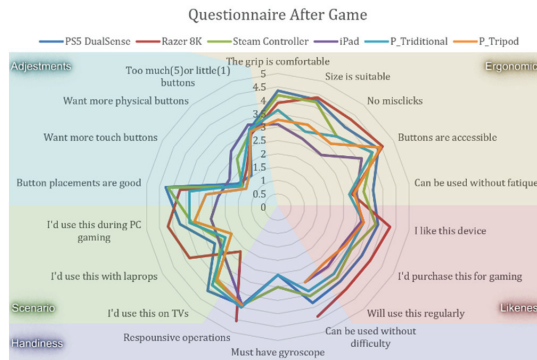 Questionnaire After Game
PS5 DualSense Razer 8K Steam Controller iPad P_Triditional P_Tripod
Adjustments
Ergonomic
The grip is comfortable
Too much(5)or little(1)
buttons
Size is suitable
Want more physical buttons
No misclicks
Want more touch buttons
Buttons are accessible
Button placements are good
Can be used without fatique
5
4.5
4
3.5
3
2.5
2
1.5
1
0.5
0
I'd use this during PC
gaming
I like this device
I'd use this with laprops
I'd purchase this for gaming
Scenario
Likenes
I'd use this on TVs
Will use this regularly
Handiness
Respounsive operations
Can be used without
difficulty
Must have gyroscope